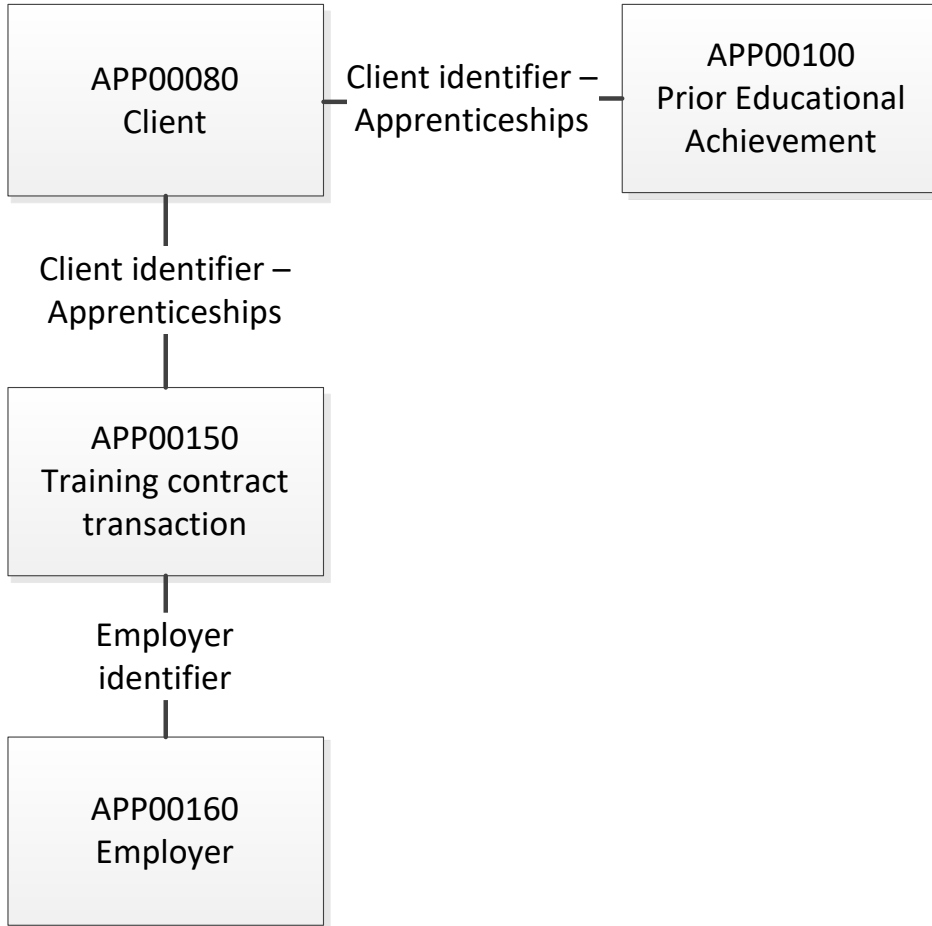 APP00080
Client
Client identifier –
Apprenticeships
APP00100
Prior Educational
Achievement
Client identifier –
Apprenticeships
APP00150
Training contract
transaction
Employer
identifier
APP00160
Employer